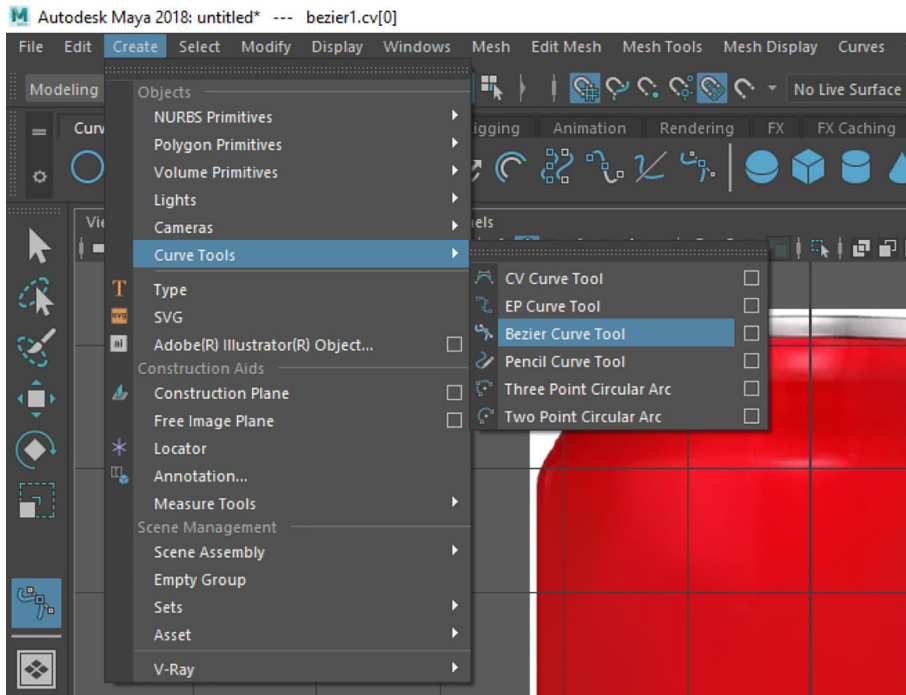 Autodesk Maya 2018: untitled* --- bezier1.cv[0]
File Edit Create Select Modify Display Windows Mesh Edit Mesh Mesh Tools Mesh Display Curves
Modeling
No Live Surface
Objects
NURBS Primitives
Polygon Primitives
Volume Primitives
Lights
Cameras
Curve Tools
Type
SVG
Adobe(R) Illustrator(R) Object...
Construction Aids
Construction Plane
Free Image Plane
Locator
Annotation...
Measure Tools
Scene Management
Scene Assembly
Empty Group
Sets
Asset
V-Ray
Animation Rendering FX FX Caching
CV Curve Tool
EP Curve Tool
Bezier Curve Tool
Pencil Curve Tool
Three Point Circular Arc
Two Point Circular Arc